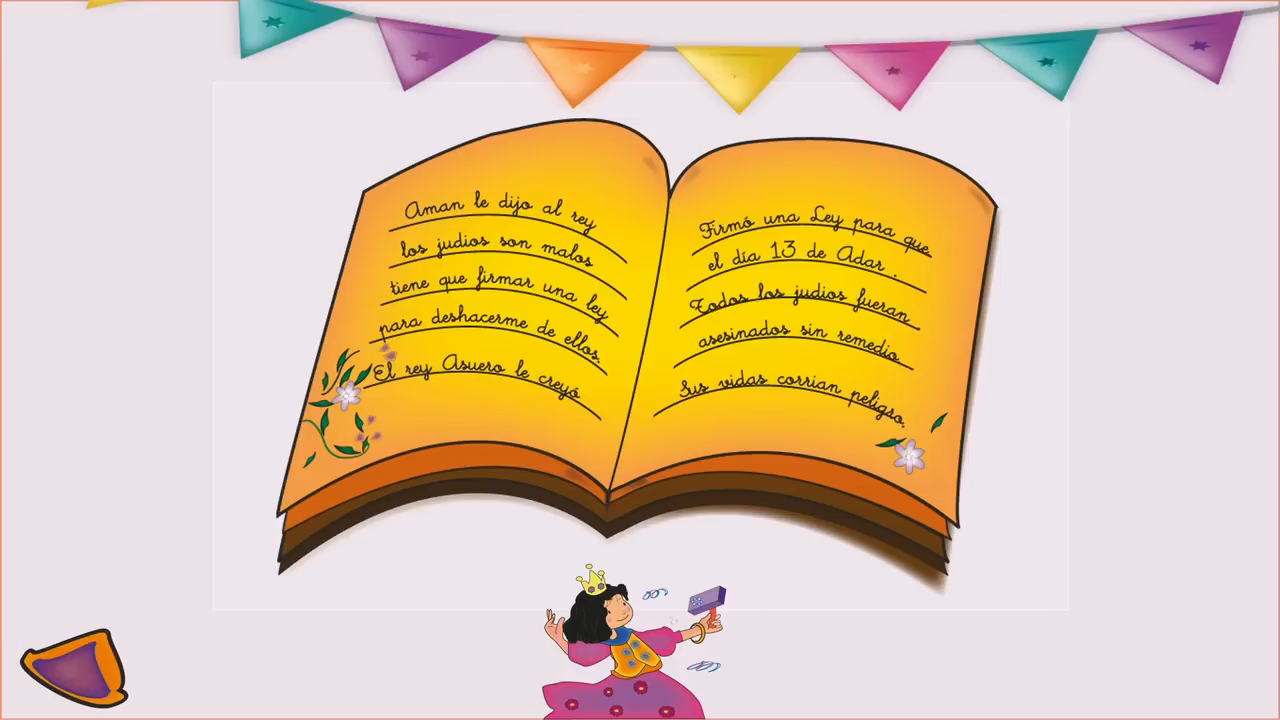 Aman le dijo al rey
los judios son malos
tiene que firmar una ley
para deshacerme de ellos.
El rey Asuero le creyó
Firmó una Ley para que
el día 13 de Adar .
Todos los judios fueran
asesinados sin remedio.
Sus vidas corrian peligro.